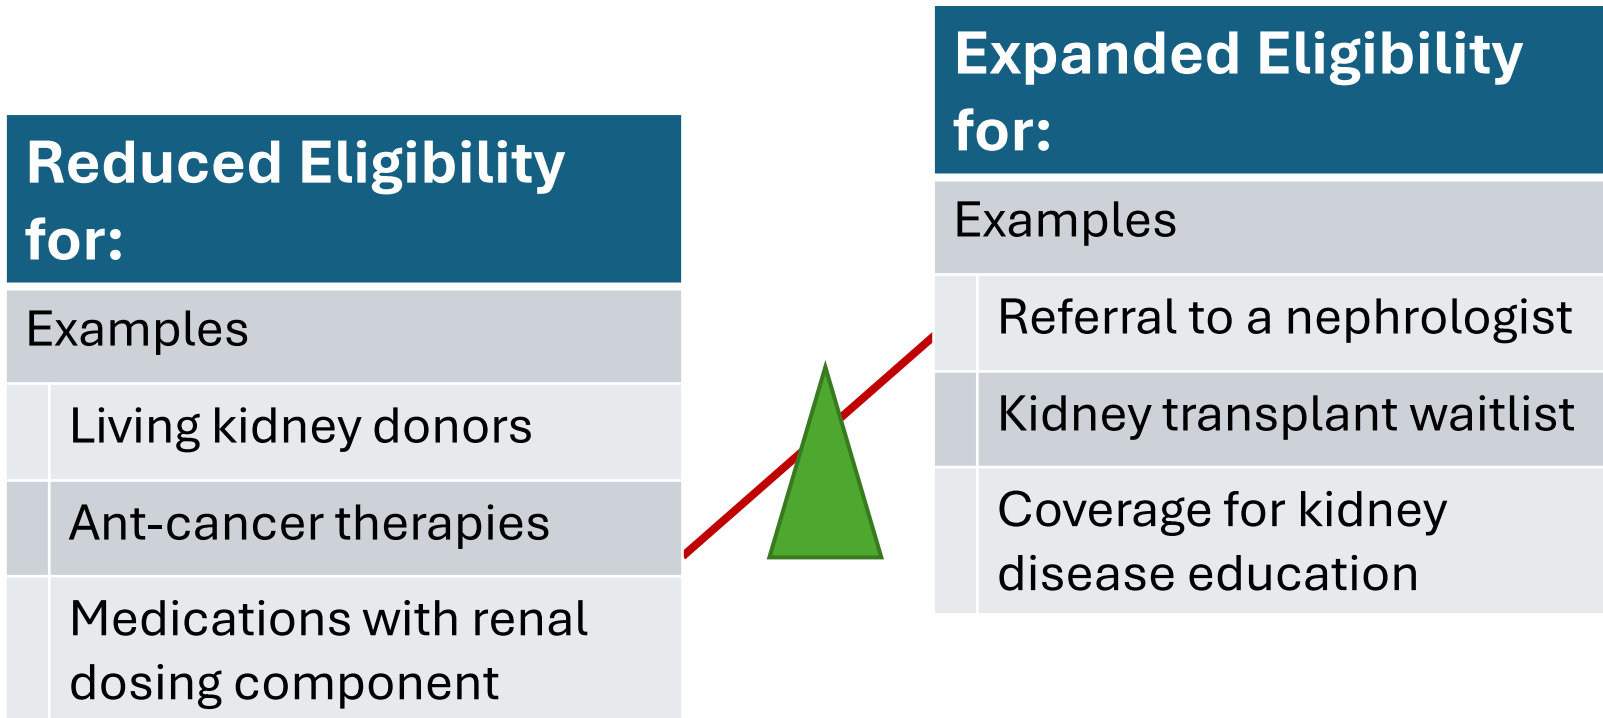 Reduced Eligibility
for:
Examples
Living kidney donors
Ant-cancer therapies
Medications with renal
dosing component
Expanded Eligibility
for:
Examples
Referral to a nephrologist
Kidney transplant waitlist
Coverage for kidney
disease education